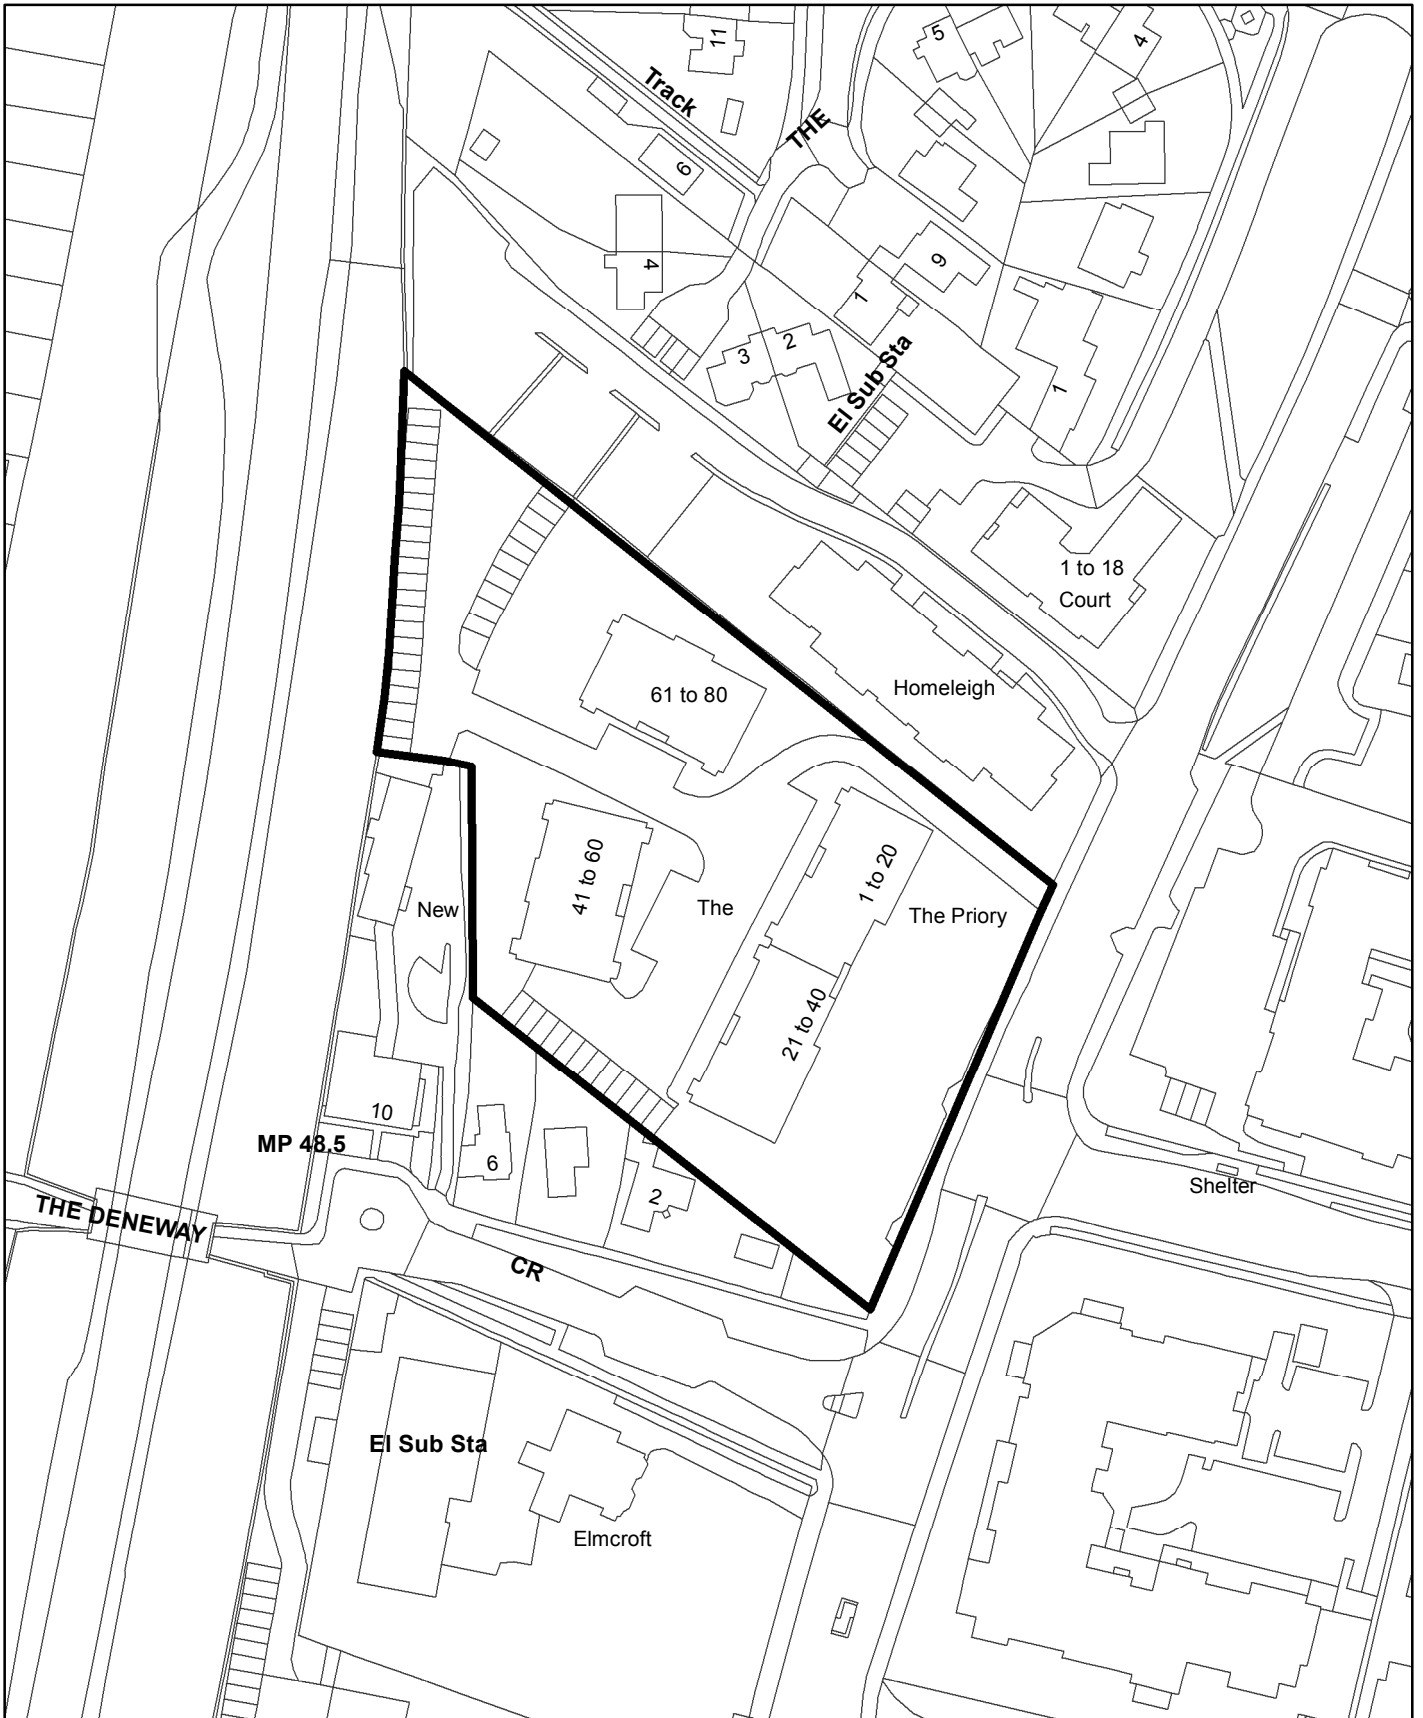 11
5
4
Track
THE
6
4
9
1
3
2
El Sub Sta
1
1 to 18
Court
Homeleigh
61 to 80
41 to 60
1 to 20
New
The
The Priory
21 to 40
10
MP 48.5
6
2
Shelter
THE DENEWAY
CR
El Sub Sta
Elmcroft